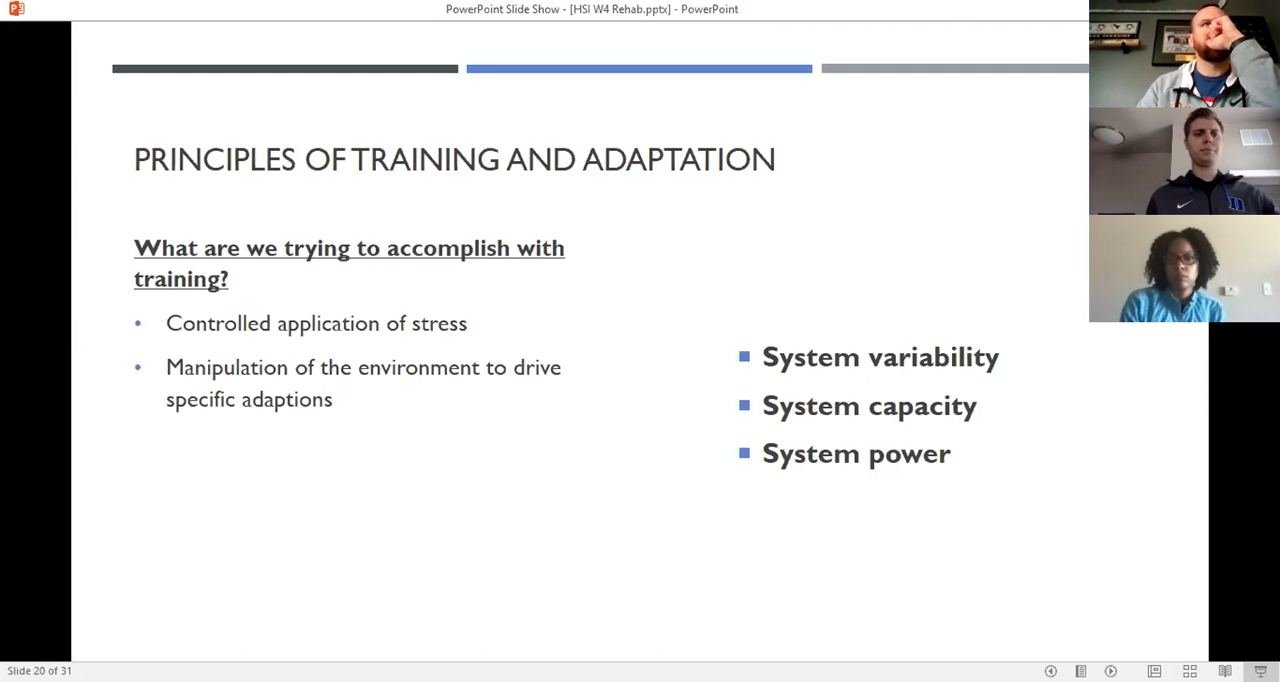 PowerPoint Slide Show - [HSI W4 Rehab.pptx] - PowerPoint
PRINCIPLES OF TRAINING AND ADAPTATION
What are we trying to accomplish with
training?
• Controlled application of stress
• Manipulation of the environment to drive
specific adaptions
System variability
System capacity
System power
Slide 20 of 31